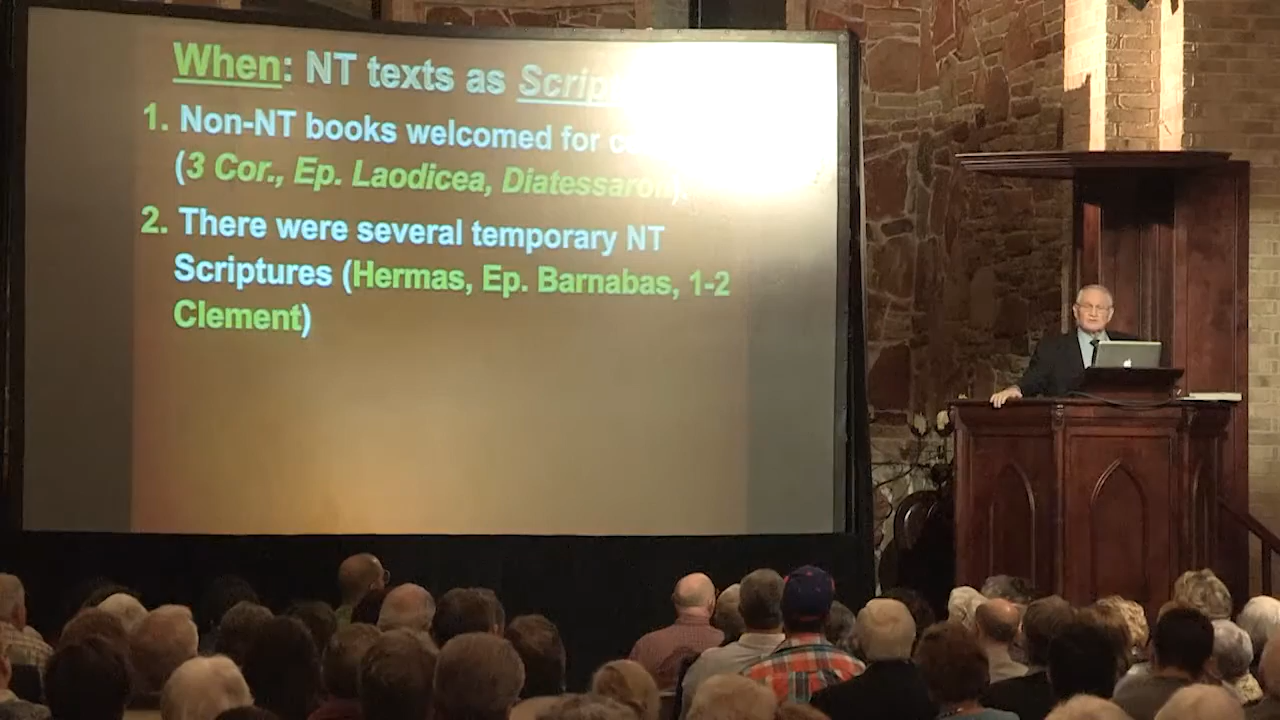 When: NT texts as
1. Non-NT books welcomed for
(3 Cor., Ep. Laodicea, Diatessaron)
2. There were several temporary NT
Scriptures (Hermas, Ep. Barnabas, 1-2
Clement)